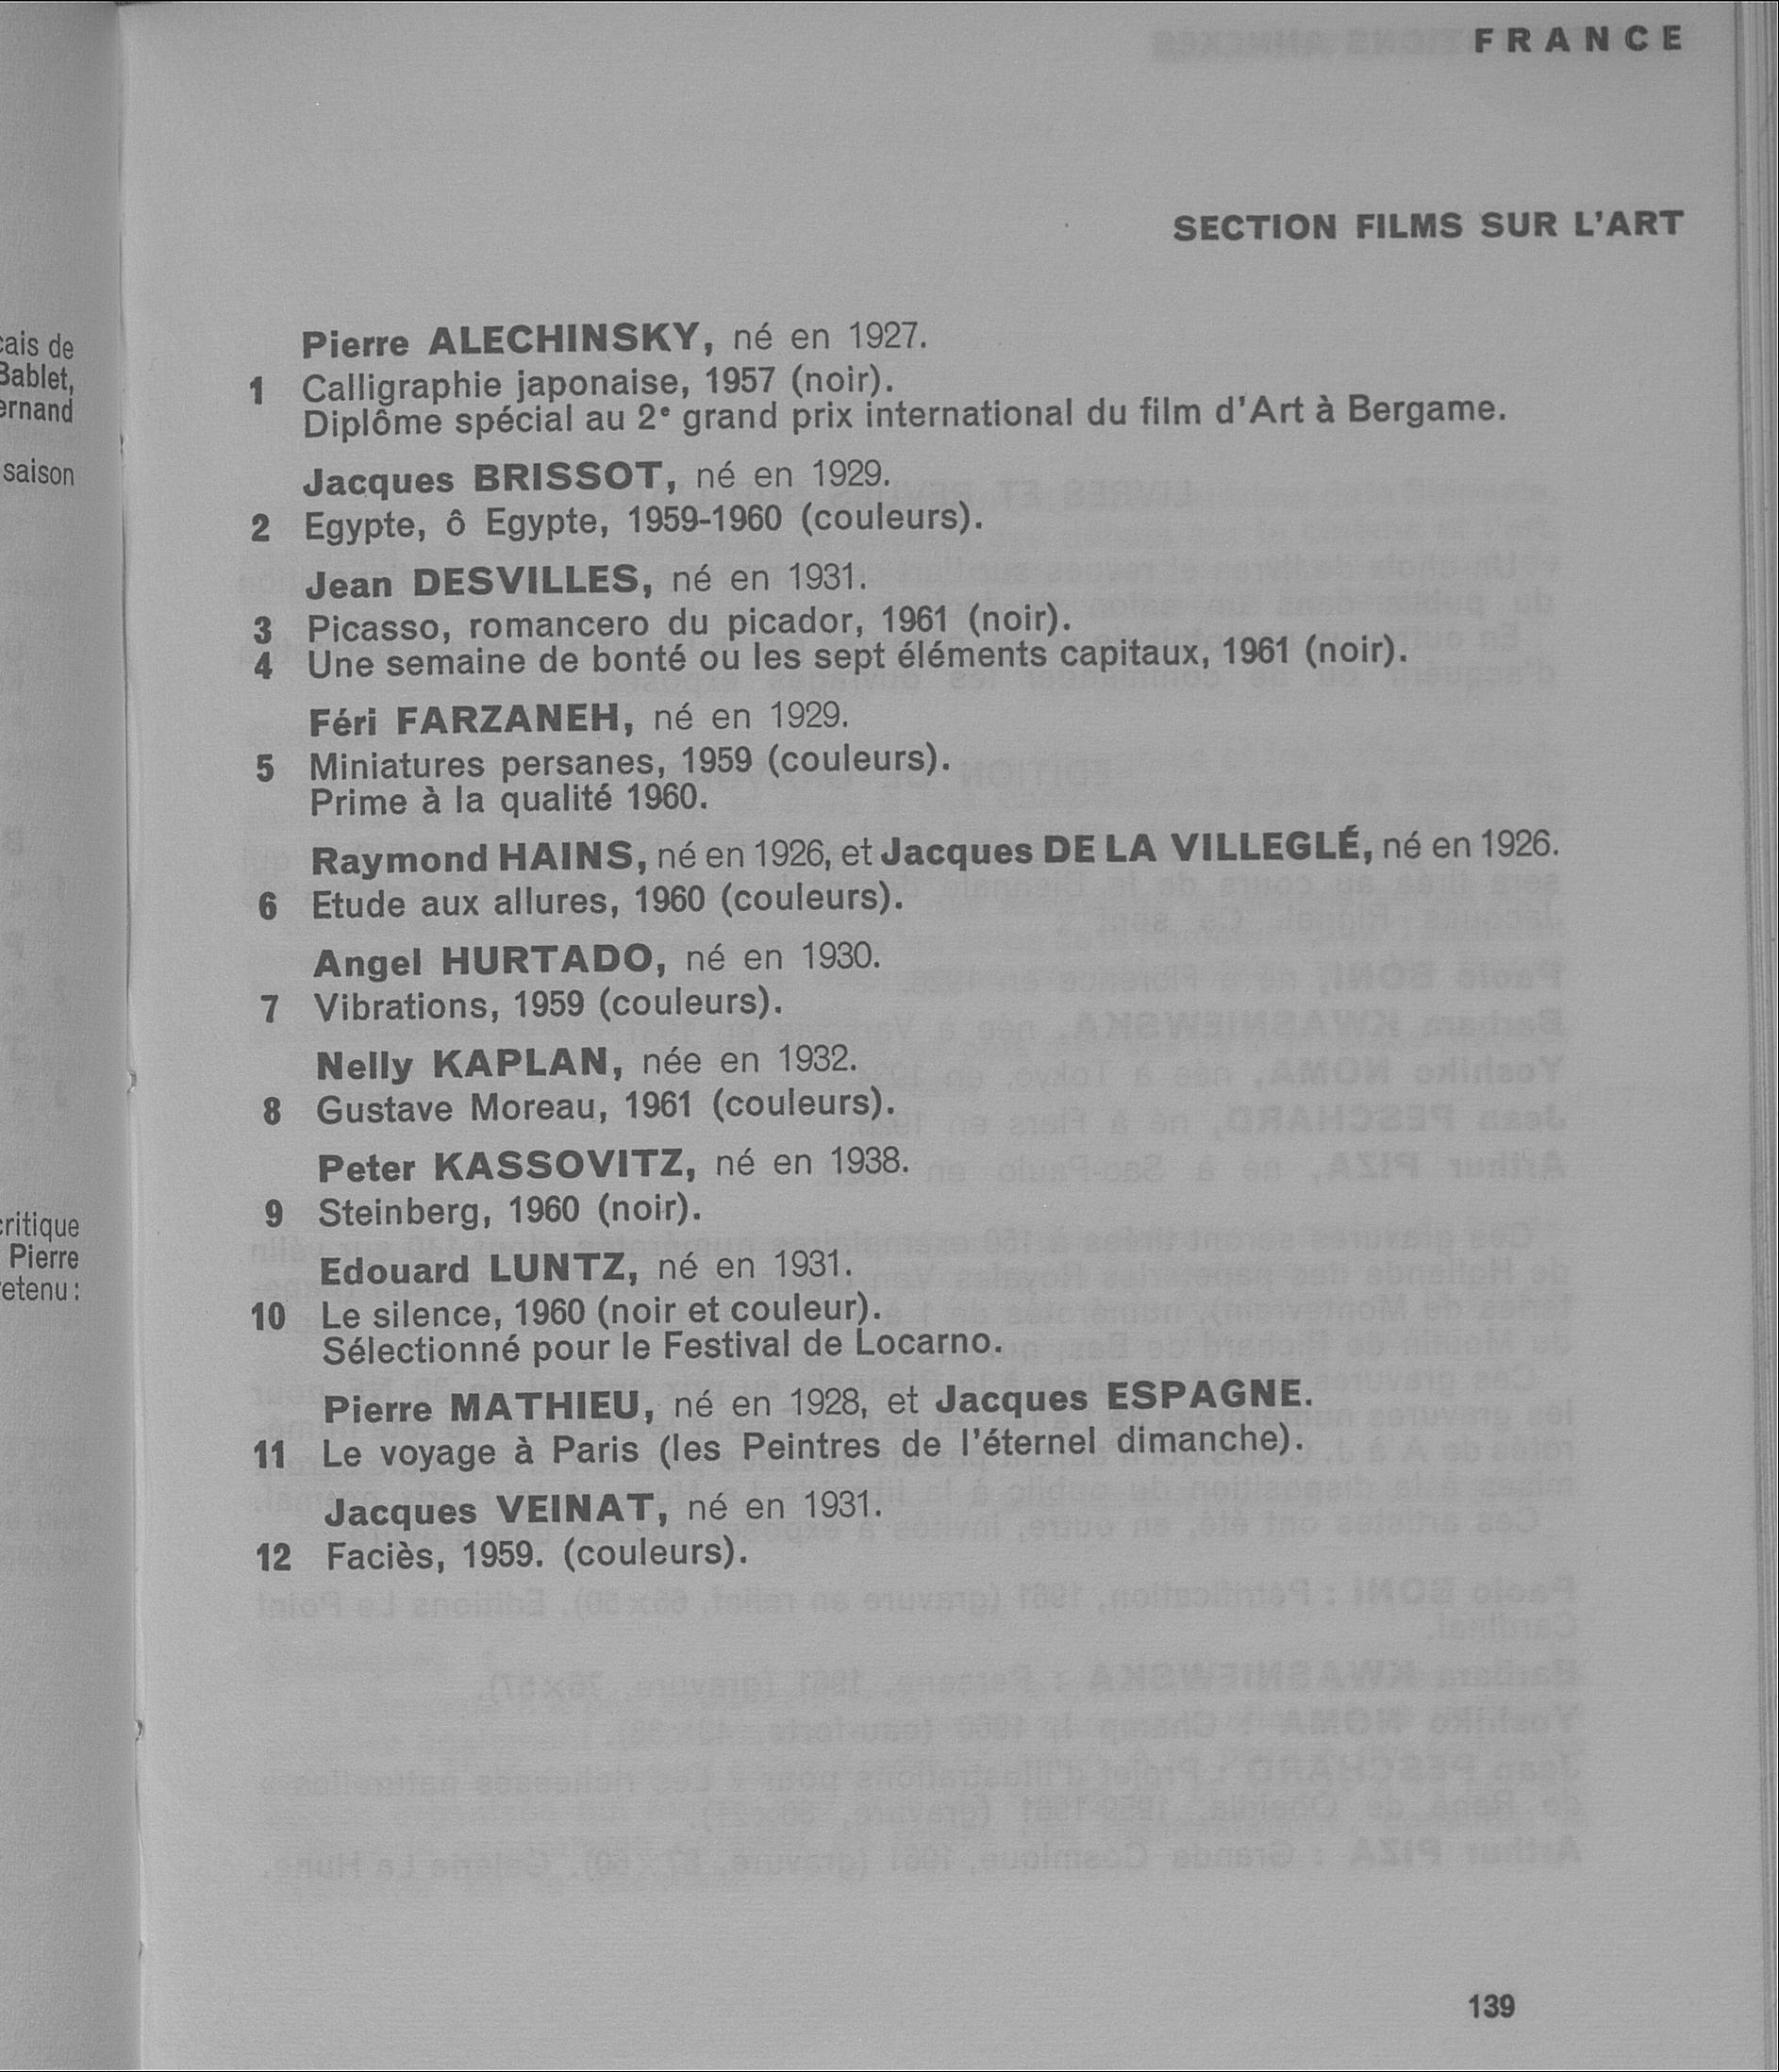 FRANCE
SECTION FILMS SUR L'ART
Pierre ALECHINSKY, né en 1927.
1 Calligraphie japonaise, 1957 (noir).
Diplôme spécial au 2e grand prix international du film d'Art à Bergame.
Jacques BRISSOT, né en 1929.
2 Egypte, ô Egypte, 1959-1960 (couleurs).
Jean DESVILLES, né en 1931.
3 Picasso, romancero du picador, 1961 (noir).
4 Une semaine de bonté ou les sept éléments capitaux, 1961 (noir).
Féri FARZANEH, né en 1929.
5 Miniatures persanes, 1959 (couleurs).
Prime à la qualité 1960.
Raymond HAINS, né en 1926, et Jacques DE LA VILLEGLÉ, né en 1926.
6 Etude aux allures, 1960 (couleurs).
Angel HURTADO, né en 1930.
7 Vibrations, 1959 (couleurs).
Nelly KAPLAN, née en 1932.
8 Gustave Moreau, 1961 (couleurs).
Peter KASSOVITZ, né en 1938.
9 Steinberg, 1960 (noir).
Edouard LUNTZ, né en 1931.
10 Le silence, 1960 (noir et couleur).
Sélectionné pour le Festival de Locarno.
Pierre MATHIEU, né en 1928, et Jacques ESPAGNE.
11 Le voyage à Paris (les Peintres de l'éternel dimanche).
Jacques VEINAT, né en 1931.
12 Faciès, 1959. (couleurs).
139